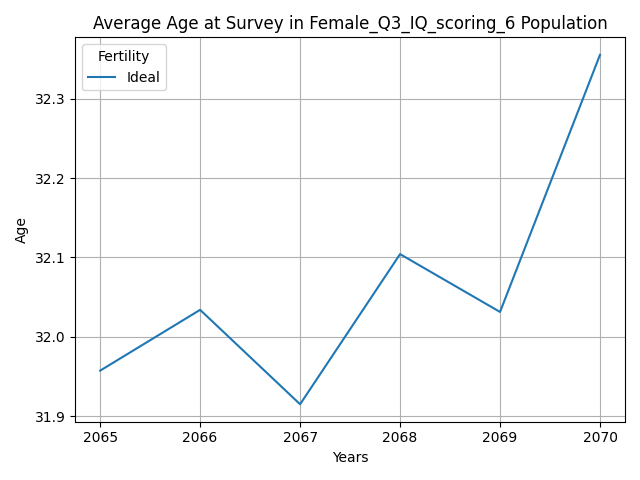 Average Age at Survey in Female_Q3_IQ_scoring_6 Population
Fertility
Ideal
32.3
32.2
32.1
32.0
31.9
Age
2065 2066 2067 2068 2069 2070
Years